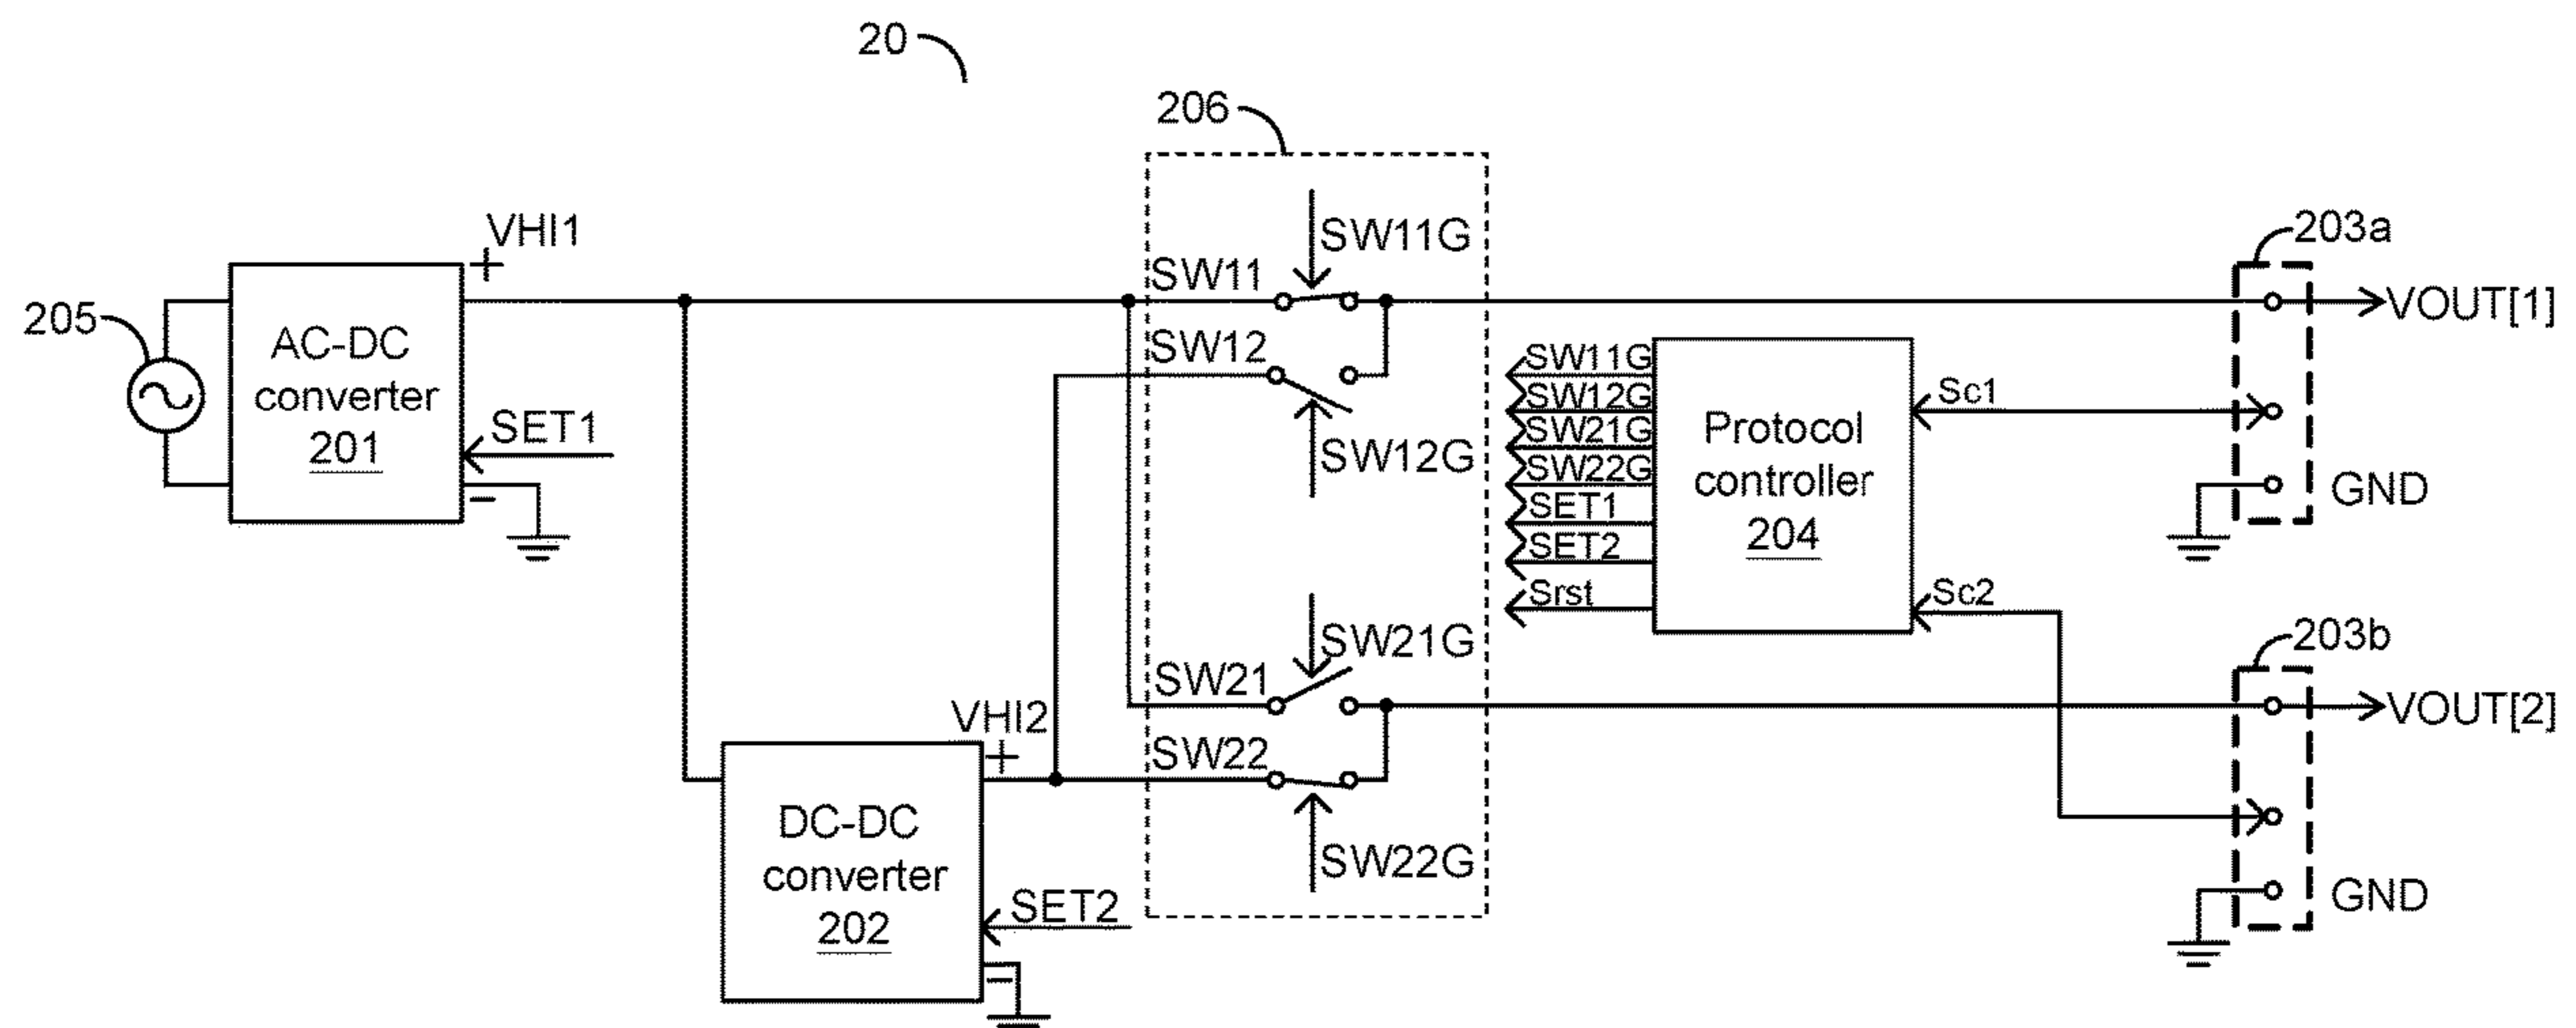 20
206
VHI1
SW11G
203a
SW11
VOUT[1]
205
AC-DC
converter
201
SET1
SW12
SW12G
SW11G
SW12G
SW21G
SW22G
SET1
SET2
Srst
Protocol
controller
204
Sc1
GND
Sc2
203b
SW21G
SW21
VHI2
VOUT[2]
SW22
DC-DC
converter
202
SW22G
SET2
GND